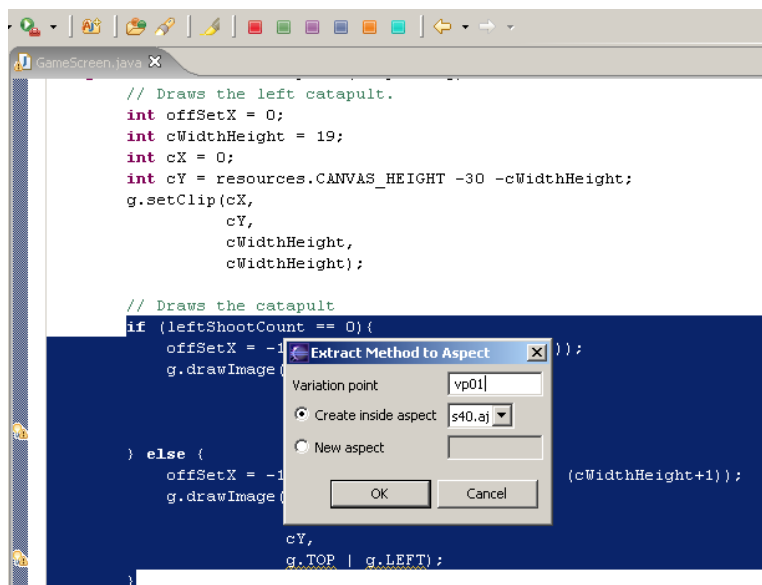 GameScreen.java
// Draws the left catapult.
int offSetX = 0;
int cWidthHeight = 19;
int cX = 0;
int cY = resources.CANVAS_HEIGHT -30 -cWidthHeight;
g.setClip(cX,
cY,
cWidthHeight,
cWidthHeight);
// Draws the catapult
if (leftShootCount == 0){
offSetX = -1
));
g.drawImage(
Extract Method to Aspect
Variation point
vp01
Create inside aspect
s40.aj
New aspect
OK
Cancel
} else {
offSetX = -1
(cWidthHeight+1));
g.drawImage(
cY,
g.TOP | g.LEFT);
}